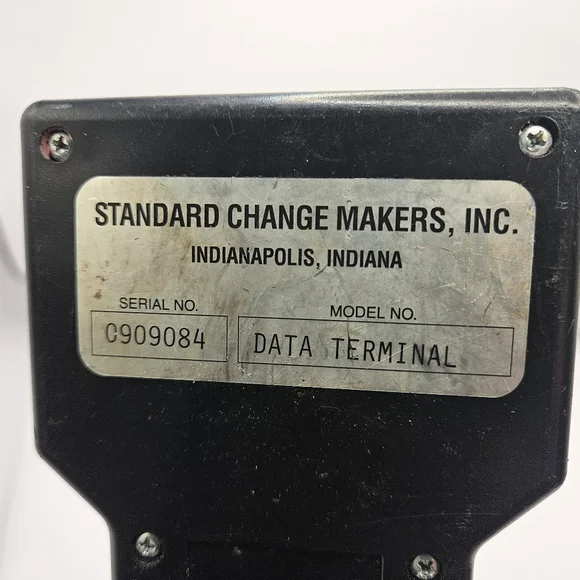 STANDARD CHANGE MAKERS, INC.
INDIANAPOLIS, INDIANA
SERIAL NO. MODEL NO.
C909084 DATA TERMINAL